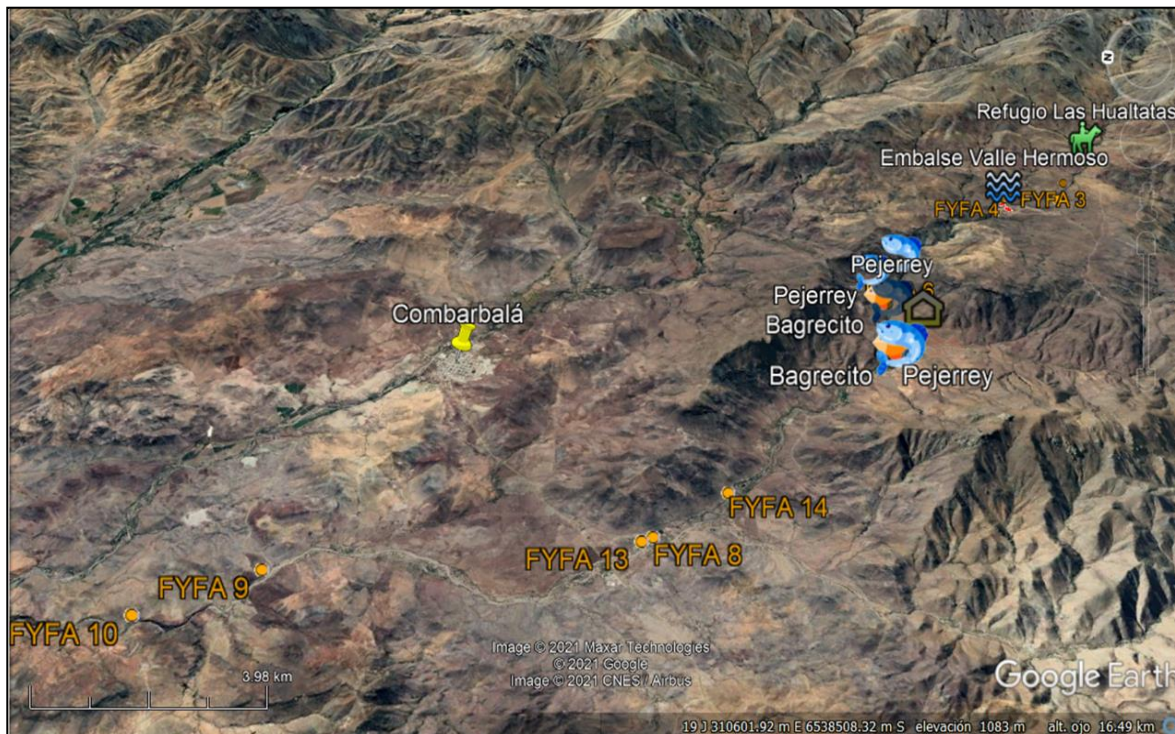 N
Refugio Las Hualtatas
Embalse Valle Hermoso
FYFA 4
FYFA 3
Pejerrey
6
Pejerrey
Combarbalá
Bagrecito
Bagrecito
Pejerrey
FYFA 14
FYFA 13
FYFA 8
FYFA 9
FYFA 10
Image © 2021 Maxar Technologies
© 2021 Google
Image © 2021 CNES / Airbus
3.98 km
Google Earth
19 J 310601.92 m E 6538508.32 m S elevación 1083 m alt. ojo 16.49 km